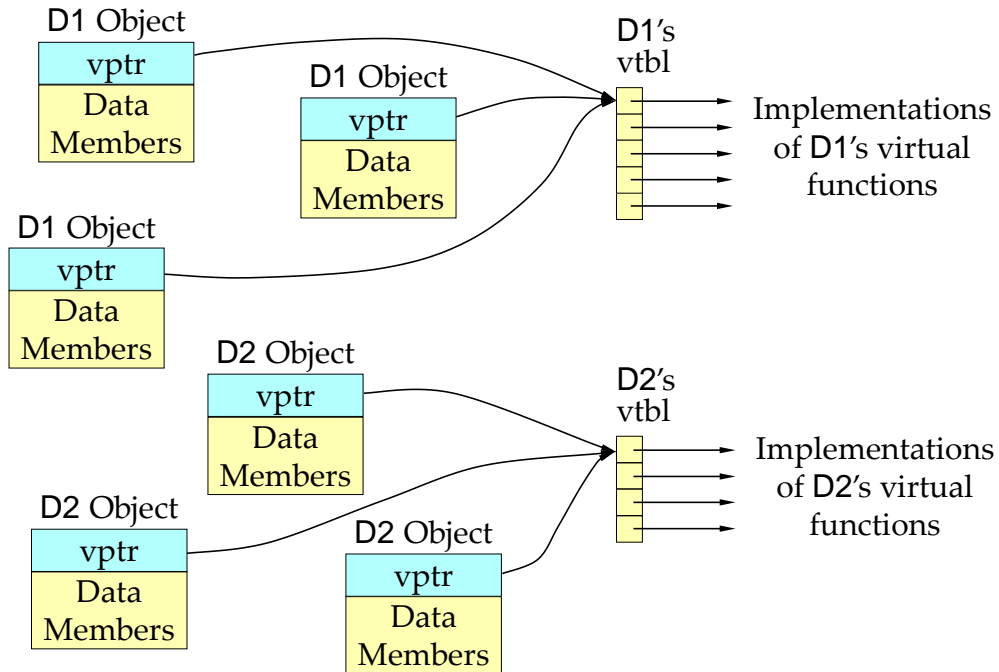 D1 Object
vptr
Data
Members
D1 Object
vptr
Data
Members
D1 Object
vptr
Data
Members
D1's
vtbl
Implementations
of D1's virtual
functions
D2 Object
vptr
Data
Members
D2 Object
vptr
Data
Members
D2 Object
vptr
Data
Members
D2's
vtbl
Implementations
of D2's virtual
functions